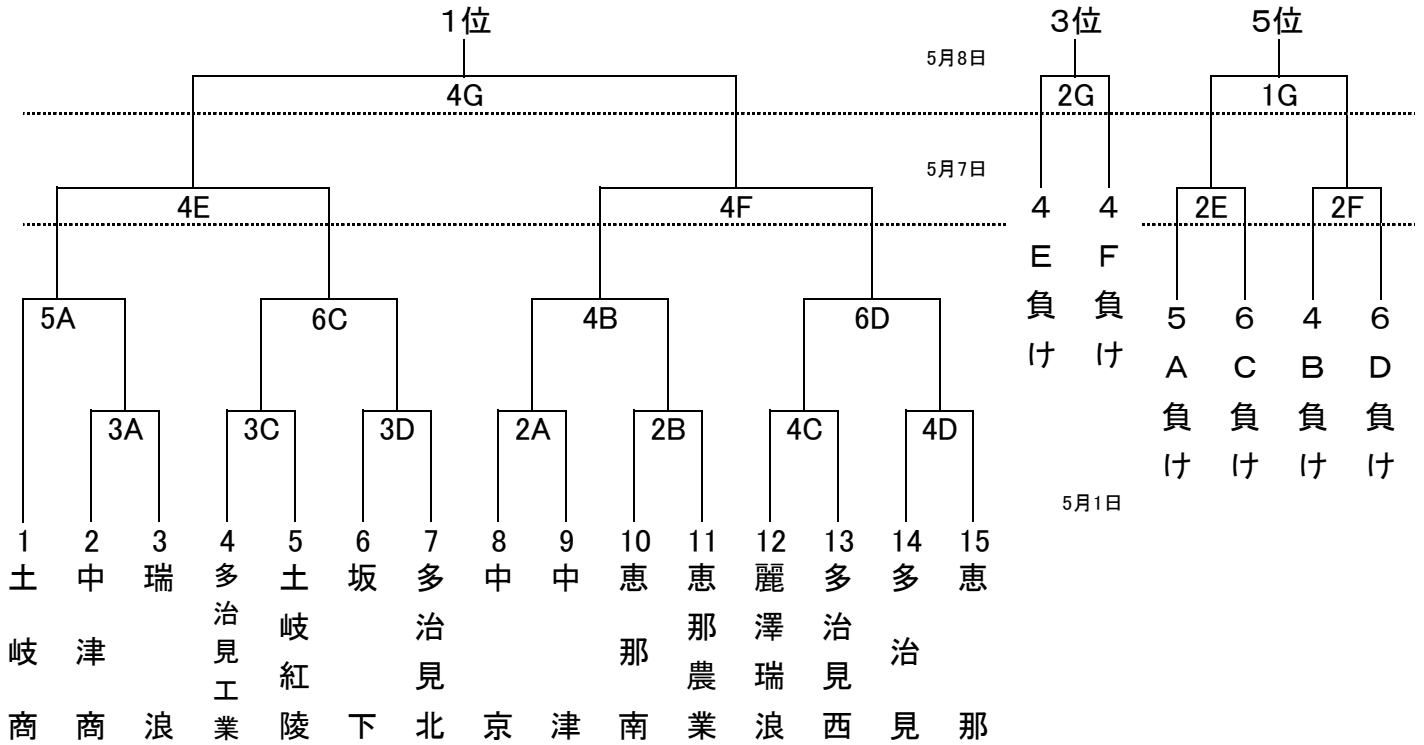 1位
3位
5位
5月8日
4G
2G
1G
5月7日
4E
4F
4E負け
4F負け
2E
2F
5A
6C
4B
6D
5A負け
6C負け
4B負け
6D負け
3A
3C
3D
2A
2B
4C
4D
5月1日
1 土岐商
2 中津商
3 瑞浪
4 多治見工業
5 土岐紅陵
6 坂下
7 多治見北
8 中京
9 中津
10 恵那南
11 恵那農業
12 麗澤瑞浪
13 多治見西
14 多治見
15 恵那